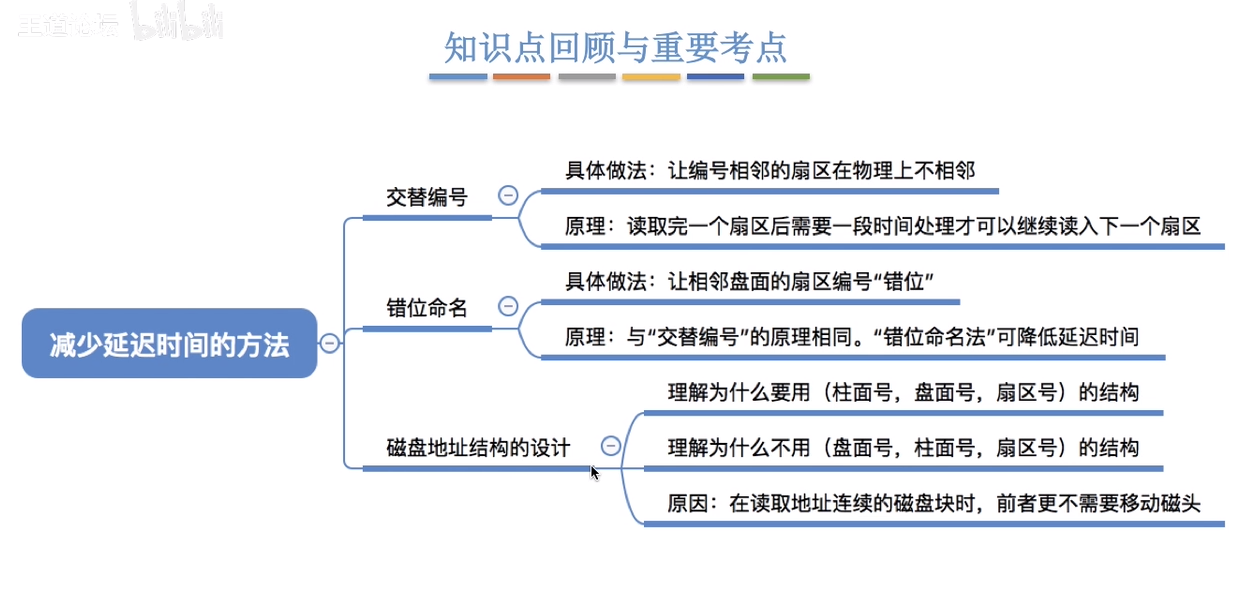 王道论坛 bilibili
知识点回顾与重要考点
减少延迟时间的方法
交替编号
具体做法：让编号相邻的扇区在物理上不相邻
原理：读取完一个扇区后需要一段时间处理才可以继续读入下一个扇区
错位命名
具体做法：让相邻盘面的扇区编号“错位”
原理：与“交替编号”的原理相同。“错位命名法”可降低延迟时间
磁盘地址结构的设计
理解为什么要用（柱面号，盘面号，扇区号）的结构
理解为什么不用（盘面号，柱面号，扇区号）的结构
原因：在读取地址连续的磁盘块时，前者更不需要移动磁头